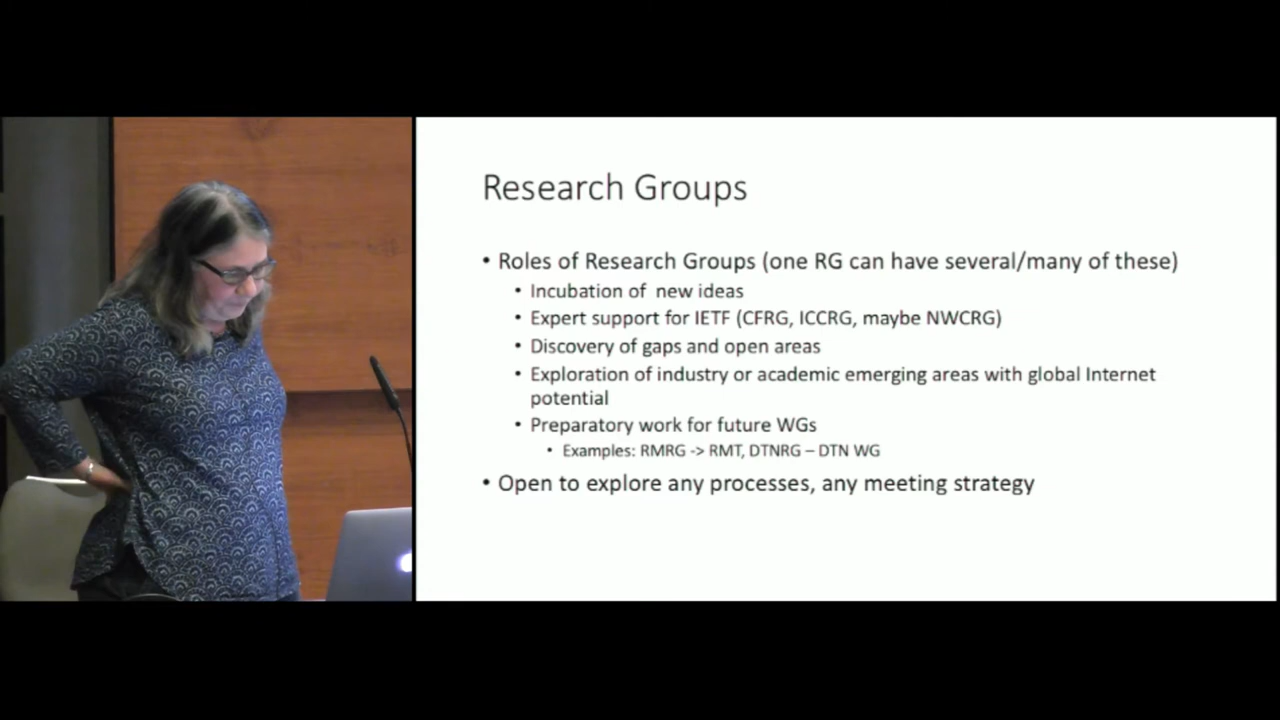 Research Groups
• Roles of Research Groups (one RG can have several/many of these)
• Incubation of  new ideas
• Expert support for IETF (CFRG, ICCRG, maybe NWCRG)
• Discovery of gaps and open areas
• Exploration of industry or academic emerging areas with global Internet
potential
• Preparatory work for future WGs
• Examples: RMRG -> RMT, DTNRG – DTN WG
• Open to explore any processes, any meeting strategy